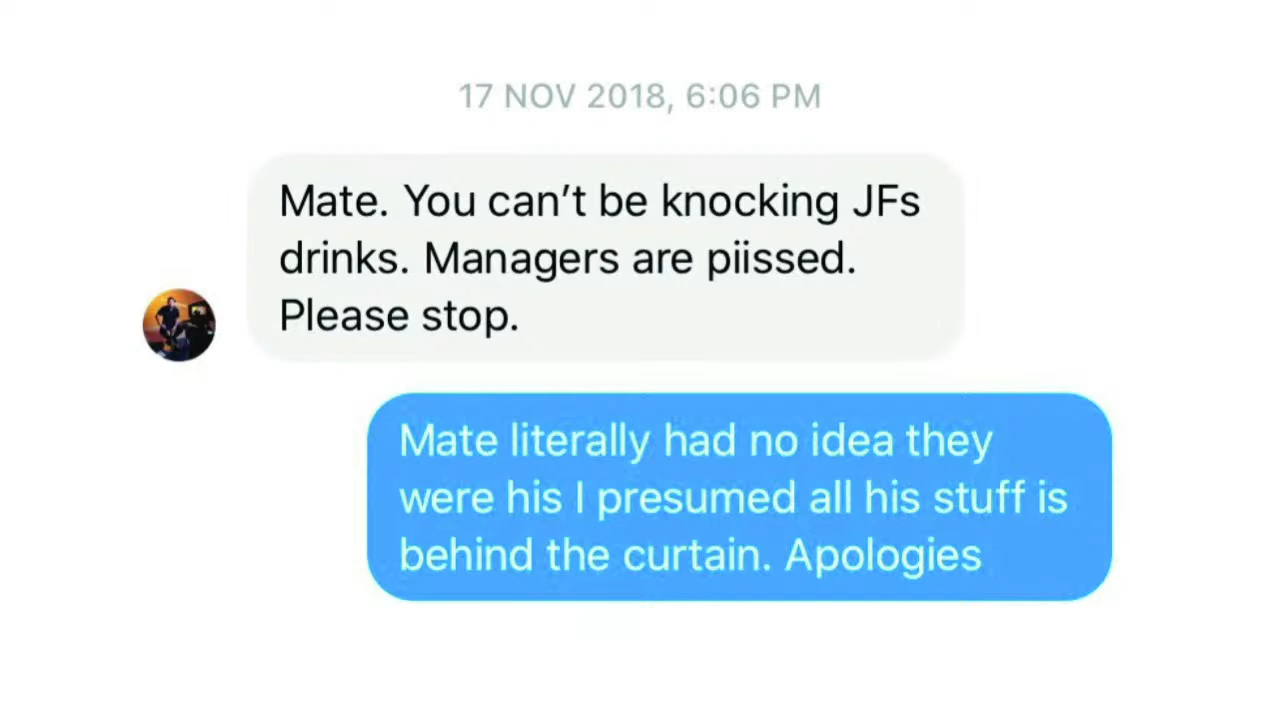 17 NOV 2018, 6:06 PM
Mate. You can’t be knocking JFs
drinks. Managers are piissed.
Please stop.
Mate literally had no idea they
were his I presumed all his stuff is
behind the curtain. Apologies